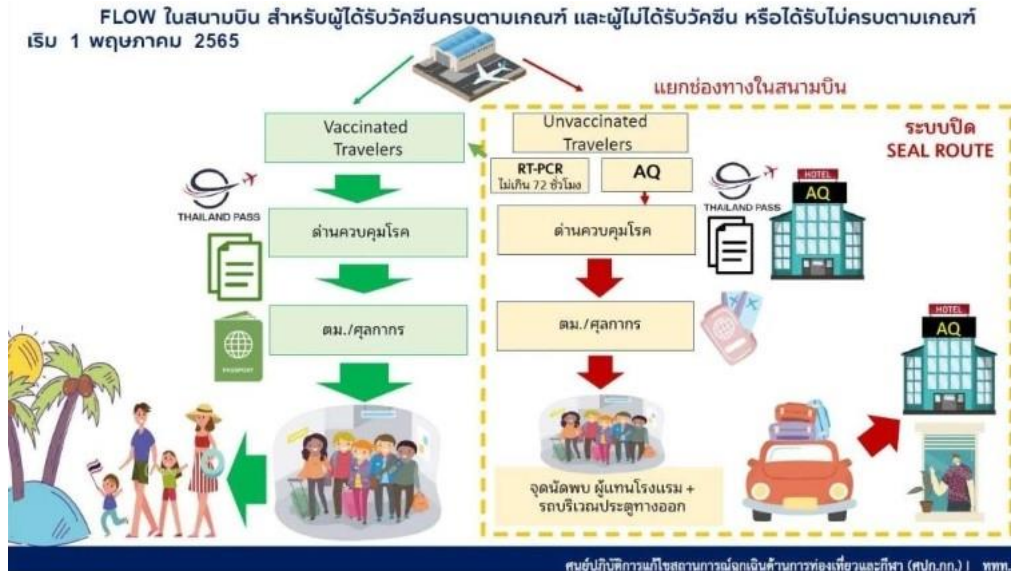 FLOW ในสนามบิน สำหรับผู้ได้รับวัคซีนครบตามเกณฑ์ และผู้ไม่ได้รับวัคซีน หรือได้รับไม่ครบตามเกณฑ์
เริ่ม 1 พฤษภาคม 2565
แยกช่องทางในสนามบิน
Vaccinated
Travelers
Unvaccinated
Travelers
ระบบปิด
SEAL ROUTE
RT-PCR
ไม่เกิน 72 ชั่วโมง
AQ
THAILAND PASS
ด่านควบคุมโรค
ด่านควบคุมโรค
THAILAND PASS
HOTEL
AQ
ตม./ศุลกากร
ตม./ศุลกากร
PASSPORT
HOTEL
AQ
จุดนัดพบ ผู้แทนโรงแรม +
รถบริเวณประตูทางออก
ศูนย์ปฏิบัติการแก้ไขสถานการณ์ฉุกเฉินด้านการท่องเที่ยวและกีฬา (ศปก.กก.) | ททท.